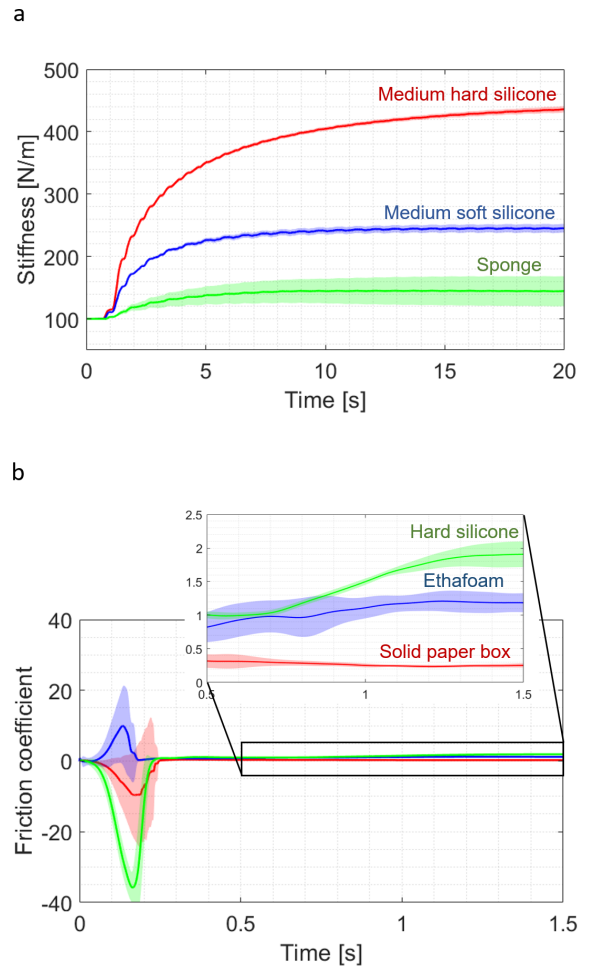 a
500
400
300
200
100
Stiffness [N/m]
Medium hard silicone
Medium soft silicone
Sponge
0 5 10 15 20
Time [s]
b
2.5
2
1.5
1
0.5
0
Hard silicone
Ethafoam
Solid paper box
0.5 1 1.5
40
20
0
-20
-40
Friction coefficient
0 0.5 1 1.5
Time [s]